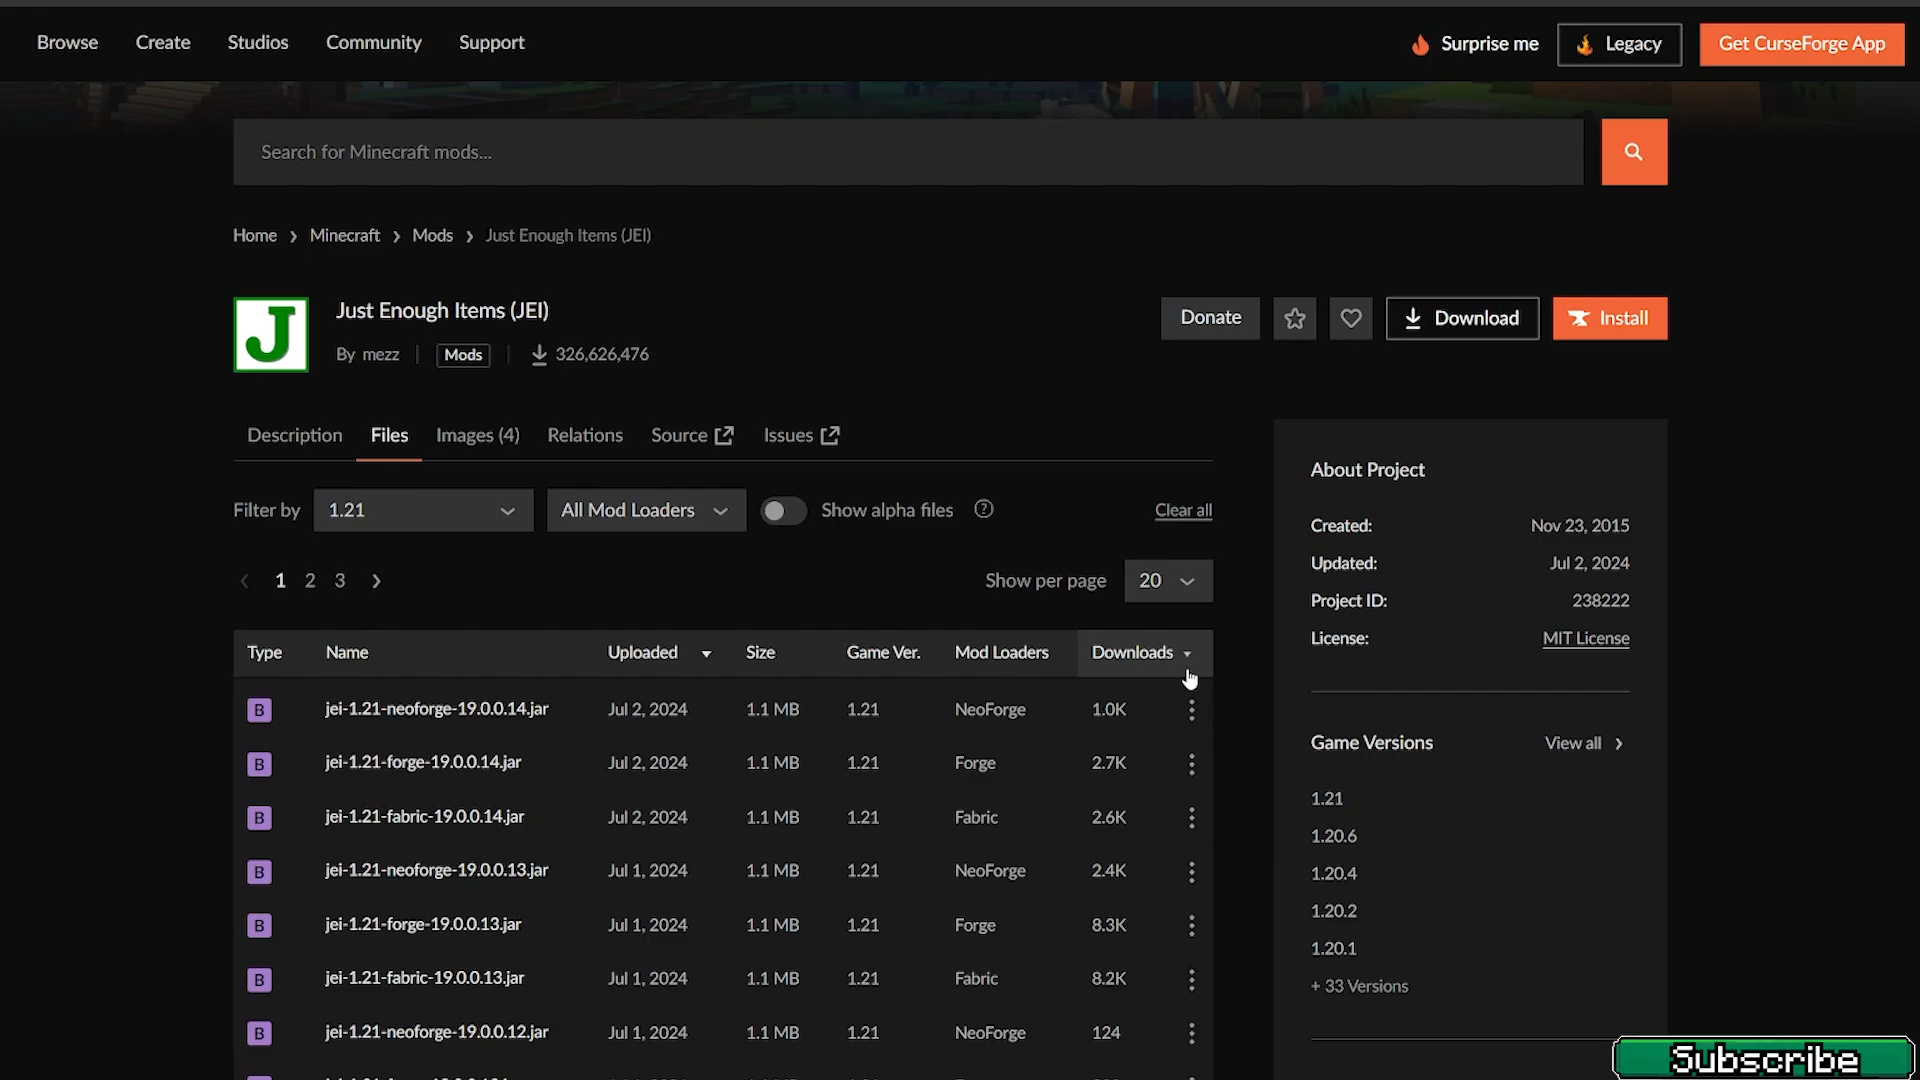 Browse Create Studios Community Support Surprise me Legacy Get CurseForge App
Search for Minecraft mods...
Home > Minecraft > Mods > Just Enough Items (JEI)
J
Just Enough Items (JEI)
By mezz | Mods | 326,626,476
Donate Download Install
Description Files Images (4) Relations Source Issues
Filter by 1.21 All Mod Loaders Show alpha files ? Clear all
< 1 2 3 > Show per page 20
Type Name Uploaded Size Game Ver. Mod Loaders Downloads
B jei-1.21-neoforge-19.0.0.14.jar Jul 2, 2024 1.1 MB 1.21 NeoForge 1.0K
B jei-1.21-forge-19.0.0.14.jar Jul 2, 2024 1.1 MB 1.21 Forge 2.7K
B jei-1.21-fabric-19.0.0.14.jar Jul 2, 2024 1.1 MB 1.21 Fabric 2.6K
B jei-1.21-neoforge-19.0.0.13.jar Jul 1, 2024 1.1 MB 1.21 NeoForge 2.4K
B jei-1.21-forge-19.0.0.13.jar Jul 1, 2024 1.1 MB 1.21 Forge 8.3K
B jei-1.21-fabric-19.0.0.13.jar Jul 1, 2024 1.1 MB 1.21 Fabric 8.2K
B jei-1.21-neoforge-19.0.0.12.jar Jul 1, 2024 1.1 MB 1.21 NeoForge 124
About Project
Created: Nov 23, 2015
Updated: Jul 2, 2024
Project ID: 238222
License: MIT License
Game Versions View all >
1.21
1.20.6
1.20.4
1.20.2
1.20.1
+ 33 Versions
Subscribe